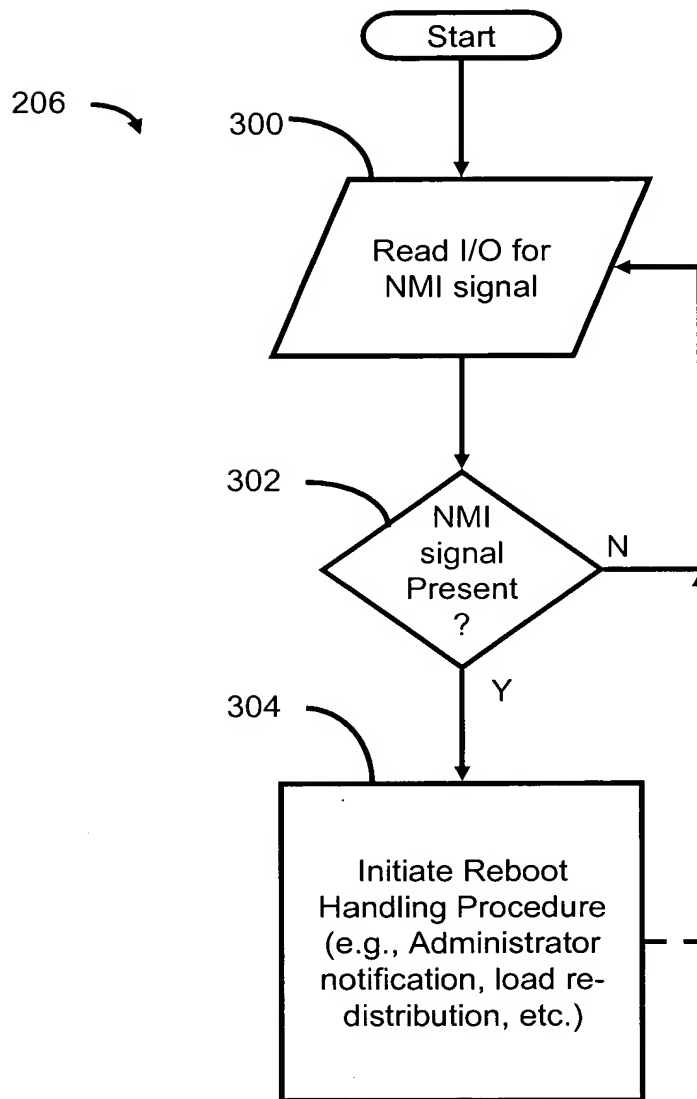 Start
206
300
Read I/O for
NMI signal
302
NMI
signal
Present
?
N
Y
304
Initiate Reboot
Handling Procedure
(e.g., Administrator
notification, load re-
distribution, etc.)